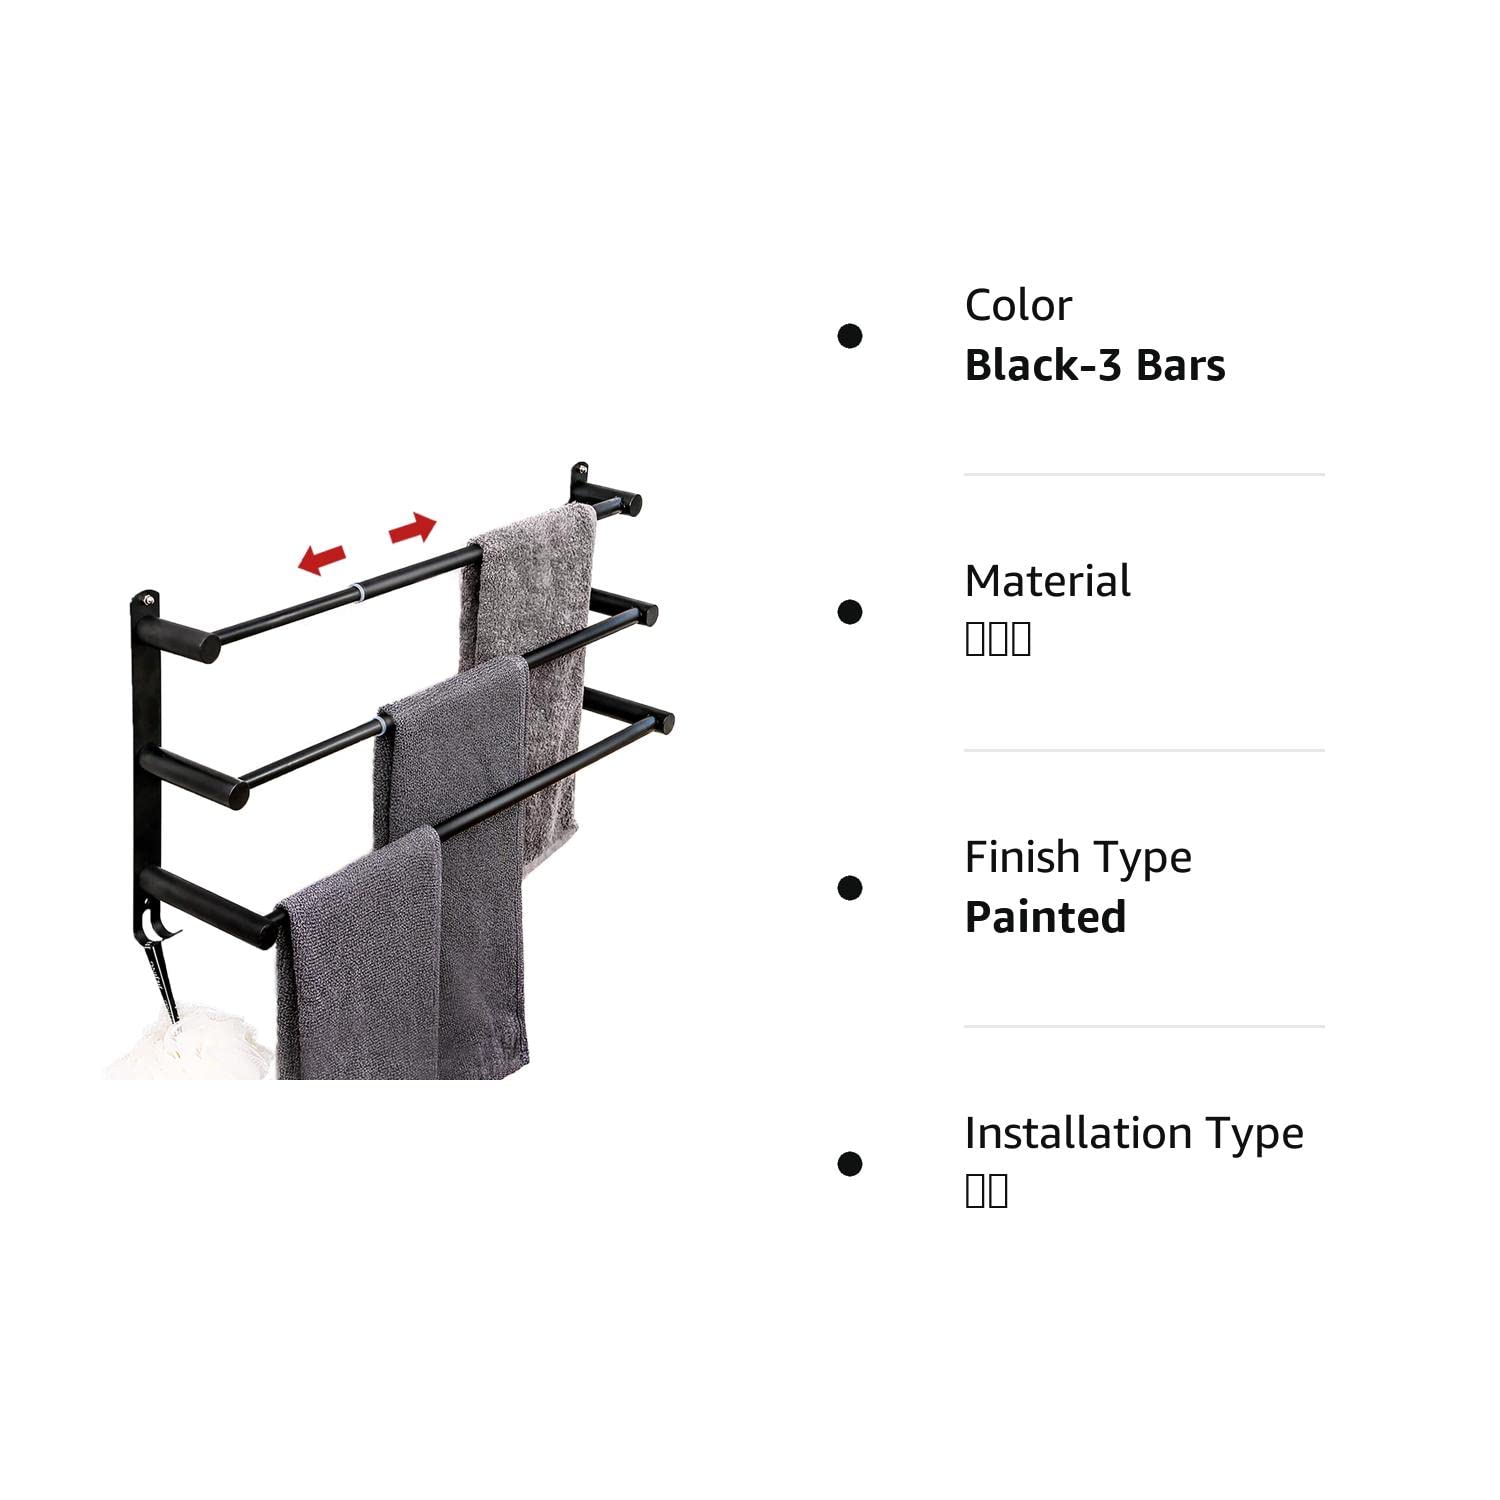 Color
Black-3 Bars
Material
Finish Type
Painted
Installation Type